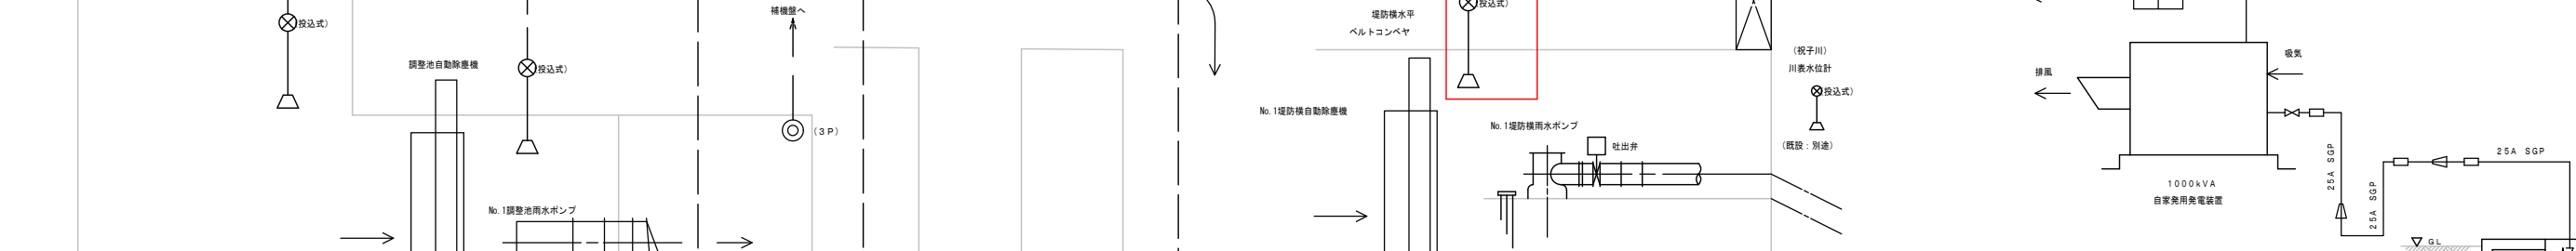 投込式)
調整池自動除塵機
投込式)
No.1調整池雨水ポンプ
補機盤へ
(3P)
堤防横水平
ベルトコンベヤ
投込式)
No.1堤防横自動除塵機
No.1堤防横雨水ポンプ
吐出弁
(祝子川)
川表水位計
投込式)
(既設:別途)
排風
吸気
1000kVA
自家発用発電装置
25A SGP
25A SGP
25A SGP
GL